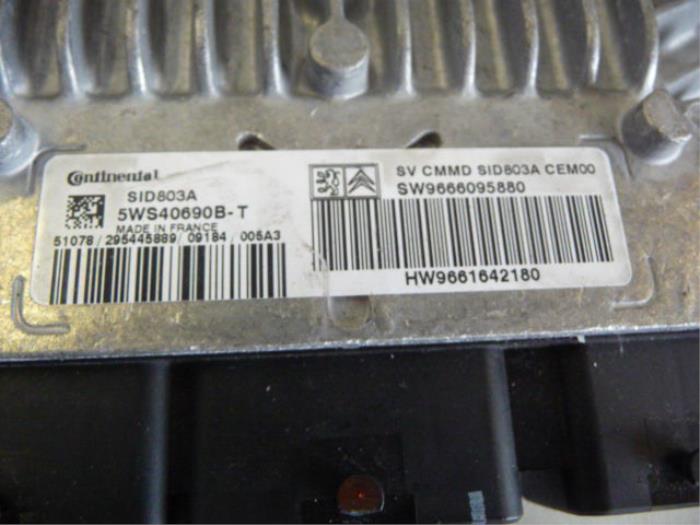 Continental
SID803A
5WS40690B-T
MADE IN FRANCE
51078/295445889/09184/005A3
SV CMMD SID803A CEM00
SW9666095880
HW9661642180